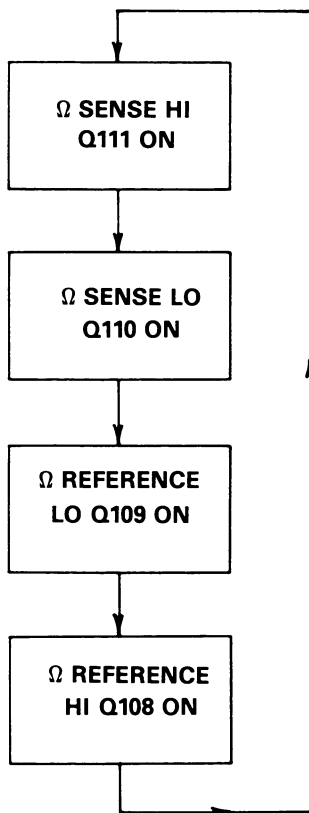 Ω SENSE HI
Q111 ON
Ω SENSE LO
Q110 ON
Ω REFERENCE
LO Q109 ON
Ω REFERENCE
HI Q108 ON